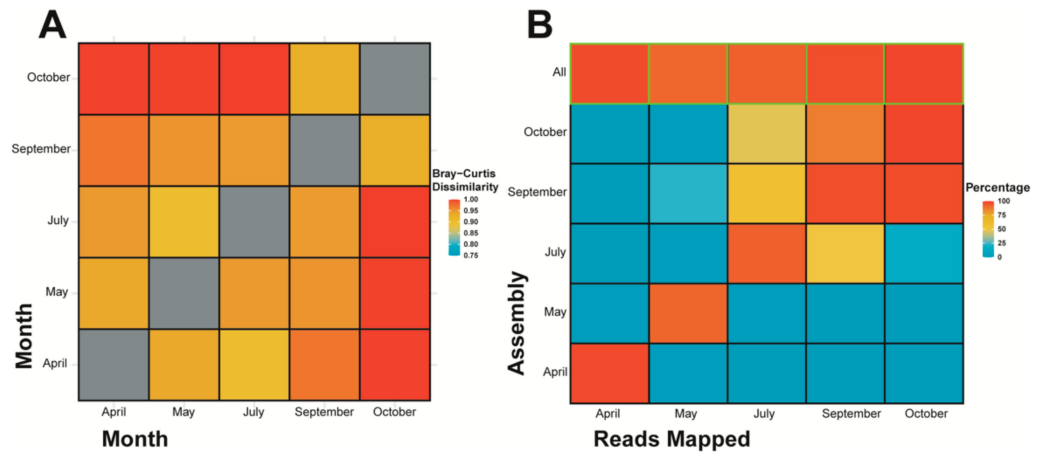 A
October
September
July
May
April
Month
April May July September October
Month
Bray-Curtis
Dissimilarity
1.00
0.95
0.90
0.85
0.80
0.75
B
All
October
September
July
May
April
Assembly
April May July September October
Reads Mapped
Percentage
100
75
50
25
0